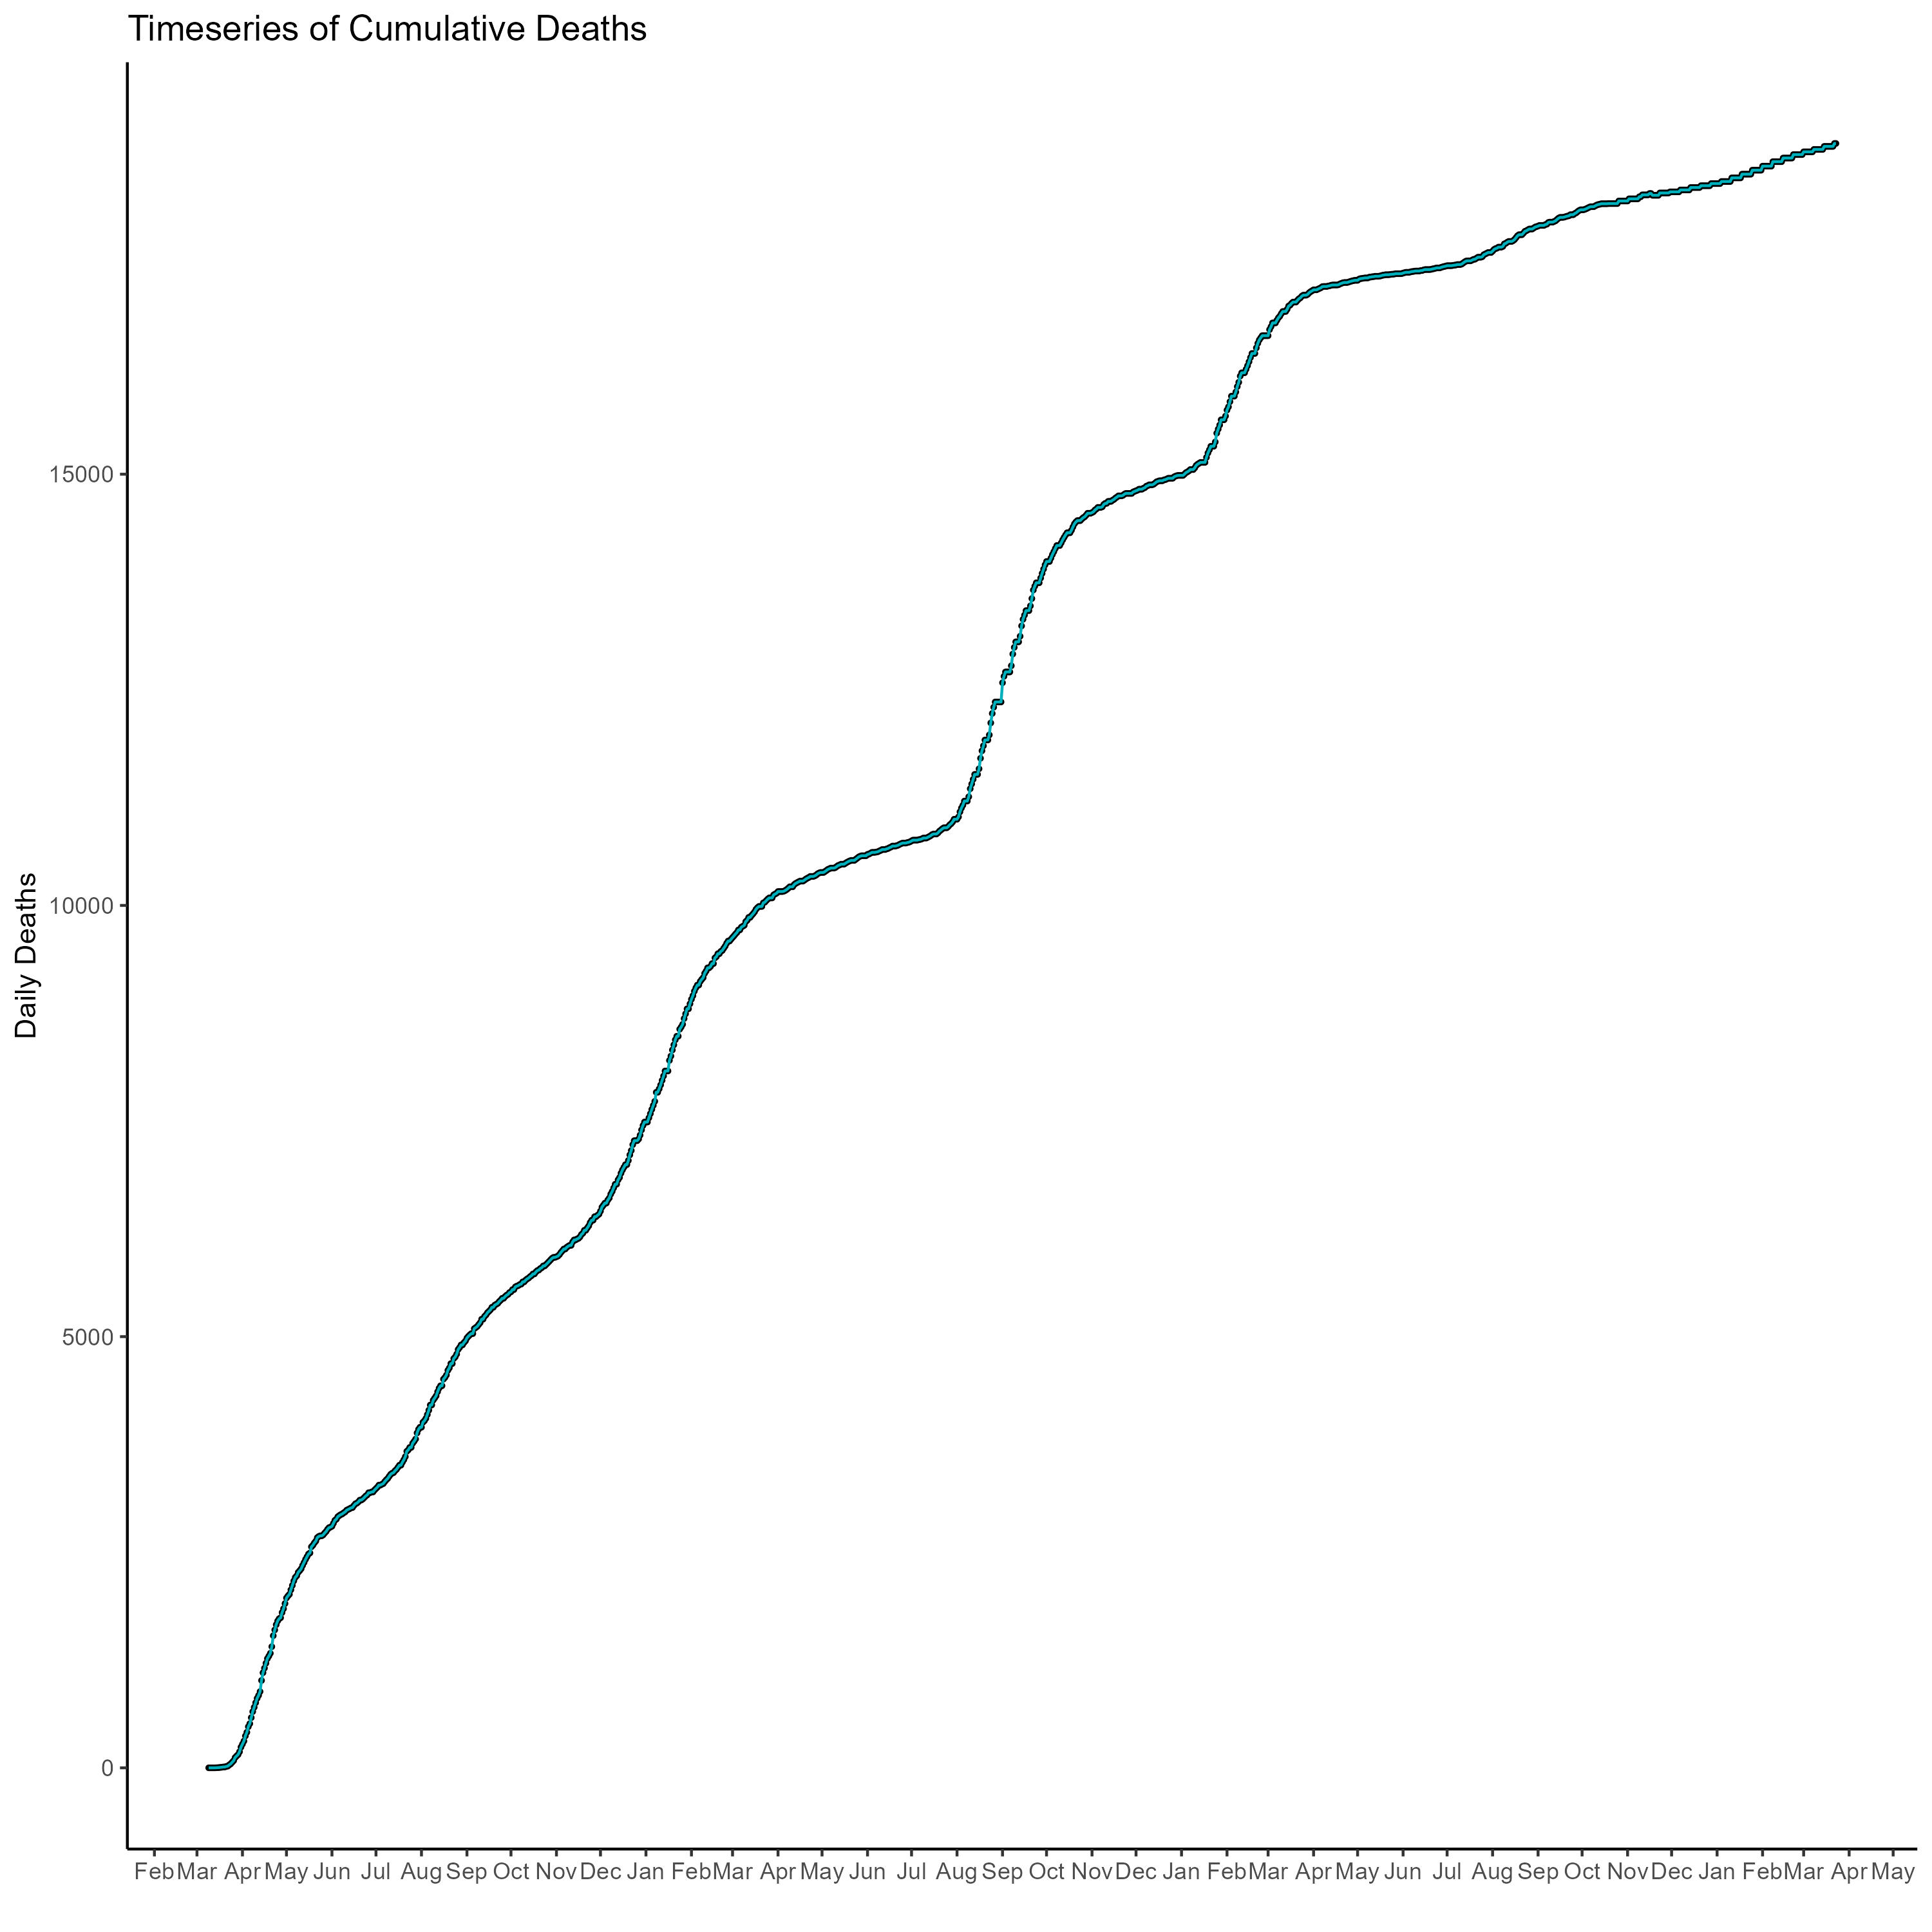 Timeseries of Cumulative Deaths
Daily Deaths
15000
10000
5000
0
Feb Mar Apr May Jun Jul Aug Sep Oct Nov Dec Jan Feb Mar Apr May Jun Jul Aug Sep Oct Nov Dec Jan Feb Mar Apr May Jun Jul Aug Sep Oct Nov Dec Jan Feb Mar Apr May